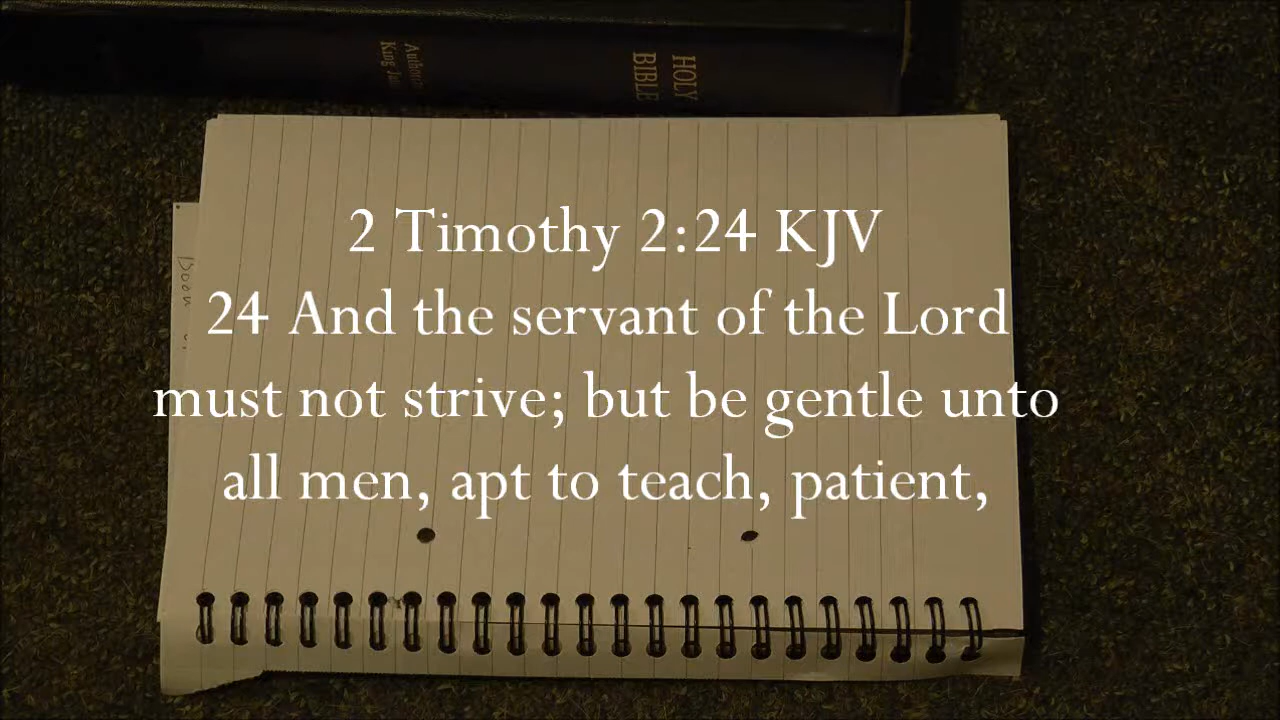 HOLY
BIBLE
King
2 Timothy 2:24 KJV
24 And the servant of the Lord
must not strive; but be gentle unto
all men, apt to teach, patient,